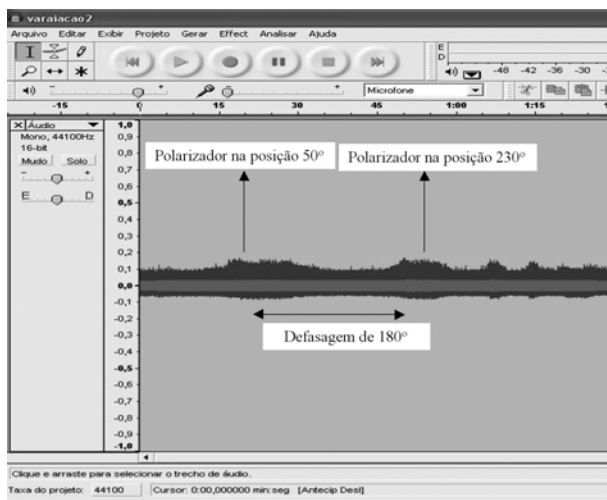 varaiacao2
Arquivo Editar Exibir Projeto Gerar Effect Analisar Ajuda
E
D
-48 -42 -36 -30
Microfone
-15 0 15 30 45 1:00 1:15
Áudio
Mono, 44100Hz
16-bit
Mudo Solo
- +
E D
1,0
0,9
0,8
0,7
0,6
0,5
0,4
0,3
0,2
0,1
0,0
-0,1
-0,2
-0,3
-0,4
-0,5
-0,6
-0,7
-0,8
-0,9
-1,0
Polarizador na posição 50º
Polarizador na posição 230º
Defasagem de 180º
Clique e arraste para selecionar o trecho de áudio.
Taxa do projeto: 44100 Cursor: 0:00,000000 min:seg [Antecip Desl]